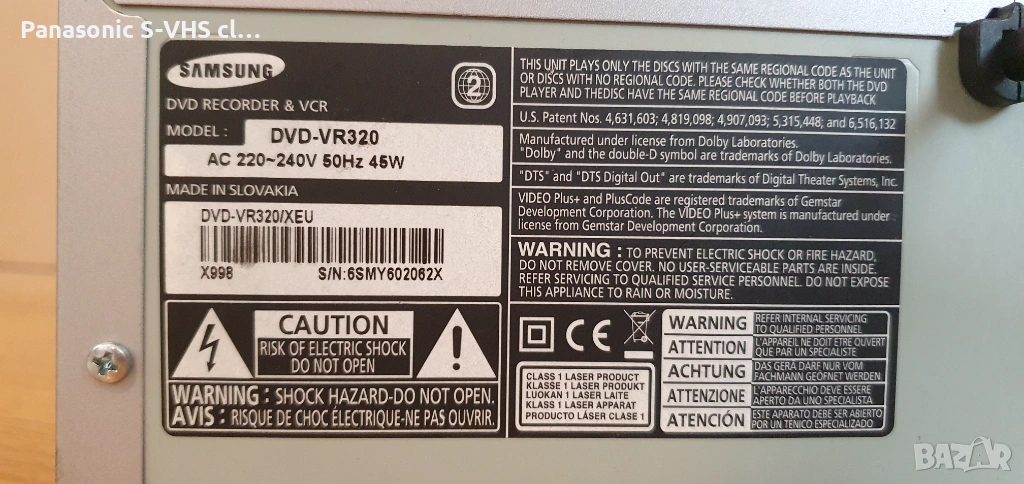 Panasonic S-VHS cl...
SAMSUNG
2
DVD RECORDER & VCR
MODEL : DVD-VR320
AC 220~240V 50Hz 45W
MADE IN SLOVAKIA
DVD-VR320/XEU
X998 S/N:6SMY602062X
CAUTION
RISK OF ELECTRIC SHOCK
DO NOT OPEN
WARNING : SHOCK HAZARD-DO NOT OPEN.
AVIS : RISQUE DE CHOC ÉLECTRIQUE-NE PAS OUVRIR.
THIS UNIT PLAYS ONLY THE DISCS WITH THE SAME REGIONAL CODE AS THE UNIT
OR DISCS WITH NO REGIONAL CODE. PLEASE CHECK WHETHER BOTH THE DVD
PLAYER AND THEDISC HAVE THE SAME REGIONAL CODE BEFORE PLAYBACK
U.S. Patent Nos. 4,631,603; 4,819,098; 4,907,093; 5,315,448; and 6,516,132
Manufactured under license from Dolby Laboratories.
"Dolby" and the double-D symbol are trademarks of Dolby Laboratories.
"DTS" and "DTS Digital Out" are trademarks of Digital Theater Systems, Inc.
VIDEO Plus+ and PlusCode are registered trademarks of Gemstar
Development Corporation. The VIDEO Plus+ system is manufactured under
license from Gemstar Development Corporation.
WARNING : TO PREVENT ELECTRIC SHOCK OR FIRE HAZARD,
DO NOT REMOVE COVER. NO USER-SERVICEABLE PARTS ARE INSIDE.
REFER SERVICING TO QUALIFIED SERVICE PERSONNEL. DO NOT EXPOSE
THIS APPLIANCE TO RAIN OR MOISTURE.
CE
CLASS 1 LASER PRODUCT
KLASSE 1 LASER PRODUKT
LUOKAN 1 LASER LAITE
KLASS 1 LASER APPARAT
PRODUCTO LÁSER CLASE 1
WARNING REFER INTERNAL SERVICING
TO QUALIFIED PERSONNEL
ATTENTION L'APPAREIL NE DOIT ETRE OUVERT
QUE PAR UN SPECIALISTE
ACHTUNG DAS GERA DARF NUR VOM
FACHMANN GEOFNET WERDEN
ATTENZIONE L'APPARECCHIO DEVE ESSERE
APERTO DA UNO SPECIALISTA
ATENCIÓN ESTE APARATO DEBE SER ABIERTO
POR UN TENICO ESPECIALIZADO
BAZAR